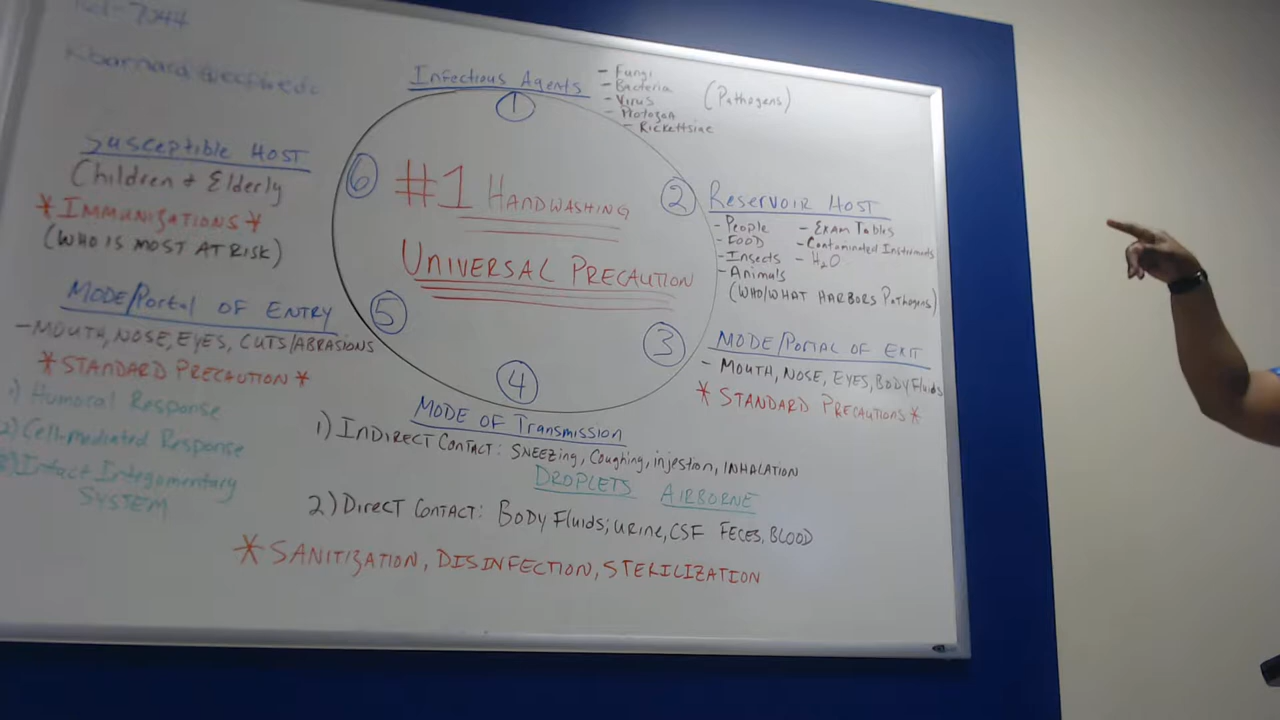 Infectious Agents
1
- Fungi
- Bacteria
- Virus
- Protozoa
- Rickettsiae
(Pathogens)
2
Reservoir Host
- People
- Food
- Insects
- Animals
- Exam Tables
- Contaminated Instruments
- H2O
(Who/What Harbors Pathogens)
3
Mode/Portal of Exit
- Mouth, Nose, Eyes, Body Fluids
* Standard Precautions *
4
Mode of Transmission
1) Indirect Contact: Sneezing, Coughing, injestion, Inhalation
Droplets Airborne
2) Direct Contact: Body Fluids; urine, CSF Feces, Blood
* Sanitization, Disinfection, Sterilization
5
Mode/Portal of Entry
- Mouth, Nose, Eyes, Cuts/Abrasions
* Standard Precaution *
1) Humoral Response
2) Cell-mediated Response
3) Intact Integomentary
System
6
Susceptible Host
Children + Elderly
* Immunizations *
(Who is most at risk)
#1 Handwashing
Universal Precaution